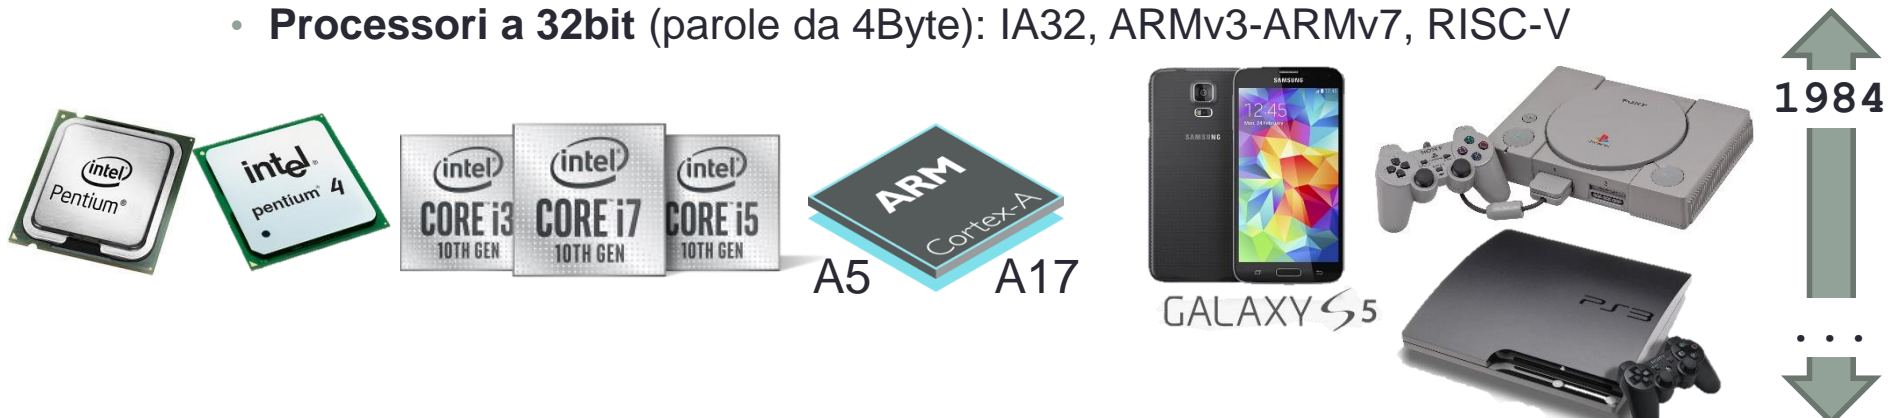 • Processori a 32bit (parole da 4Byte): IA32, ARMv3-ARMv7, RISC-V
1984
intel
Pentium®
intel®
pentium® 4
intel
CORE i3
10TH GEN
intel
CORE i7
10TH GEN
intel
CORE i5
10TH GEN
ARM
Cortex-A
A5
A17
SAMSUNG
SAMSUNG
12:45
GALAXY S5
SONY
PS3
...